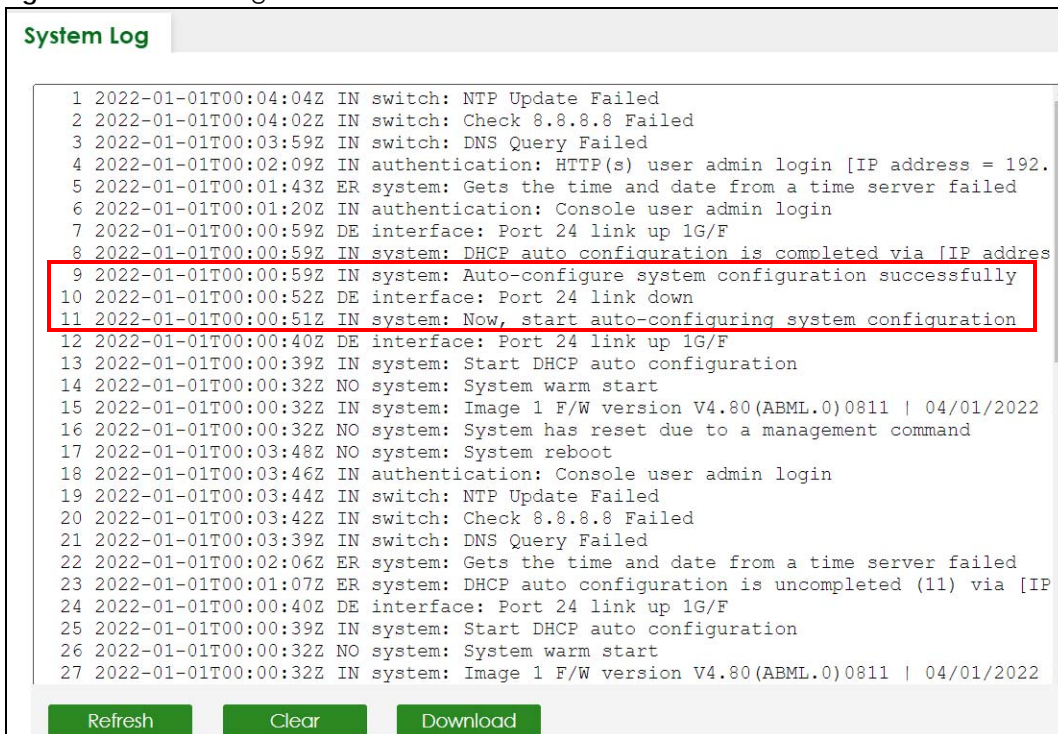 System Log
1 2022-01-01T00:04:04Z IN switch: NTP Update Failed
2 2022-01-01T00:04:02Z IN switch: Check 8.8.8.8 Failed
3 2022-01-01T00:03:59Z IN switch: DNS Query Failed
4 2022-01-01T00:02:09Z IN authentication: HTTP(s) user admin login [IP address = 192.
5 2022-01-01T00:01:43Z ER system: Gets the time and date from a time server failed
6 2022-01-01T00:01:20Z IN authentication: Console user admin login
7 2022-01-01T00:00:59Z DE interface: Port 24 link up 1G/F
8 2022-01-01T00:00:59Z IN system: DHCP auto configuration is completed via [IP addres
9 2022-01-01T00:00:59Z IN system: Auto-configure system configuration successfully
10 2022-01-01T00:00:52Z DE interface: Port 24 link down
11 2022-01-01T00:00:51Z IN system: Now, start auto-configuring system configuration
12 2022-01-01T00:00:40Z DE interface: Port 24 link up 1G/F
13 2022-01-01T00:00:39Z IN system: Start DHCP auto configuration
14 2022-01-01T00:00:32Z NO system: System warm start
15 2022-01-01T00:00:32Z IN system: Image 1 F/W version V4.80(ABML.0)0811 | 04/01/2022
16 2022-01-01T00:00:32Z NO system: System has reset due to a management command
17 2022-01-01T00:03:48Z NO system: System reboot
18 2022-01-01T00:03:46Z IN authentication: Console user admin login
19 2022-01-01T00:03:44Z IN switch: NTP Update Failed
20 2022-01-01T00:03:42Z IN switch: Check 8.8.8.8 Failed
21 2022-01-01T00:03:39Z IN switch: DNS Query Failed
22 2022-01-01T00:02:06Z ER system: Gets the time and date from a time server failed
23 2022-01-01T00:01:07Z ER system: DHCP auto configuration is uncompleted (11) via [IP
24 2022-01-01T00:00:40Z DE interface: Port 24 link up 1G/F
25 2022-01-01T00:00:39Z IN system: Start DHCP auto configuration
26 2022-01-01T00:00:32Z NO system: System warm start
27 2022-01-01T00:00:32Z IN system: Image 1 F/W version V4.80(ABML.0)0811 | 04/01/2022
Refresh Clear Download